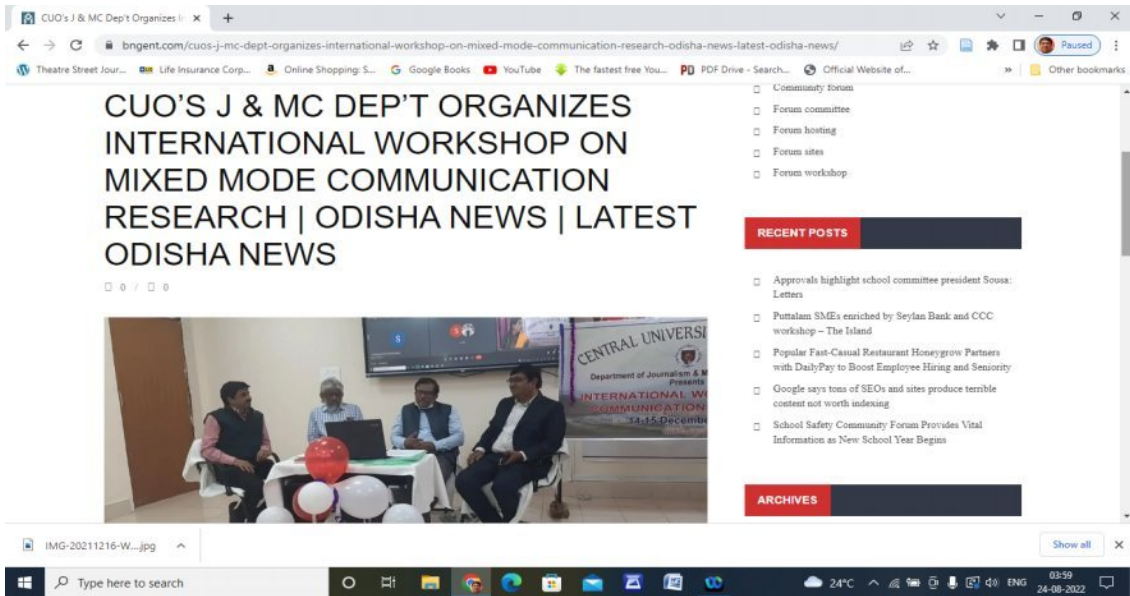 CUO's J & MC Dep't Organizes In
bngent.com/cuos-j-mc-dept-organizes-international-workshop-on-mixed-mode-communication-research-odisha-news-latest-odisha-news/
Paused
Theatre Street Jour...
Life Insurance Corp...
Online Shopping: S...
Google Books
YouTube
The fastest free You...
PDF Drive - Search...
Official Website of...
»
Other bookmarks
CUO'S J & MC DEP'T ORGANIZES
INTERNATIONAL WORKSHOP ON
MIXED MODE COMMUNICATION
RESEARCH | ODISHA NEWS | LATEST
ODISHA NEWS
0 / 0
CENTRAL UNIVERSI
Department of Journalism & M
Presents
INTERNATIONAL WO
COMMUNICATION
14-15 Decembe
S
Community forum
Forum committee
Forum hosting
Forum sites
Forum workshop
RECENT POSTS
Approvals highlight school committee president Sousa:
Letters
Puttalam SMEs enriched by Seylan Bank and CCC
workshop – The Island
Popular Fast-Casual Restaurant Honeygrow Partners
with DailyPay to Boost Employee Hiring and Seniority
Google says tons of SEOs and sites produce terrible
content not worth indexing
School Safety Community Forum Provides Vital
Information as New School Year Begins
ARCHIVES
IMG-20211216-W....jpg
Show all
Type here to search
24°C
ENG
03:59
24-08-2022